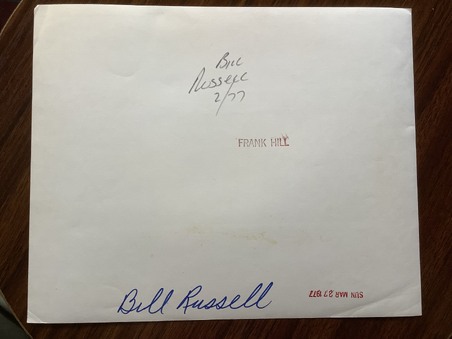 Bill
Russell
2/77
FRANK HILL
Bill Russell
SUN MAR 27 1977